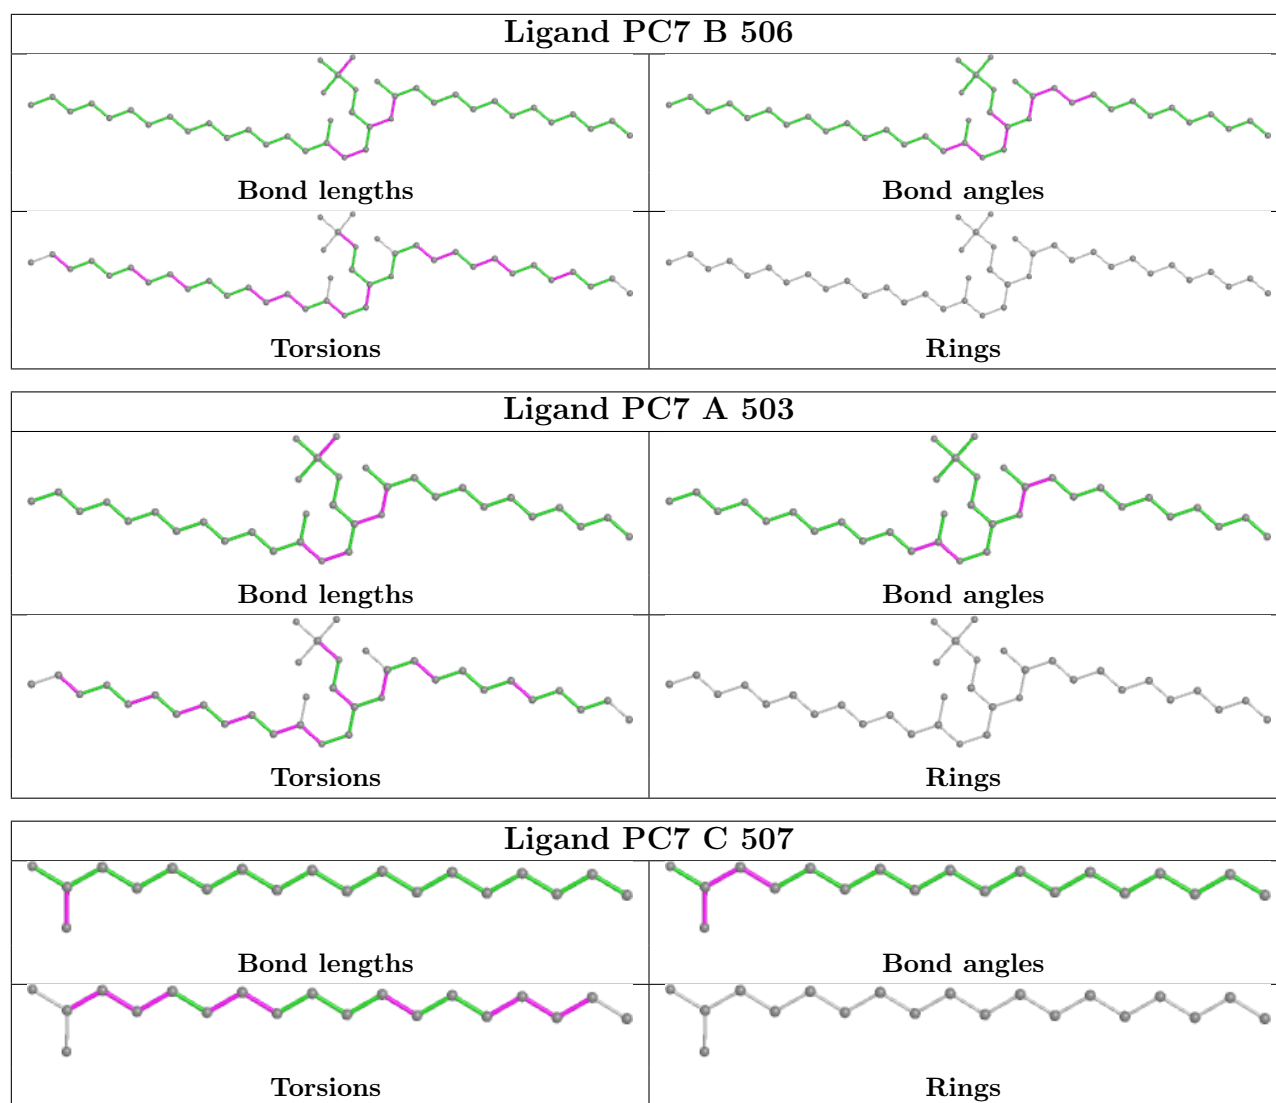 Ligand PC7 B 506
Bond lengths
Bond angles
Torsions
Rings
Ligand PC7 A 503
Bond lengths
Bond angles
Torsions
Rings
Ligand PC7 C 507
Bond lengths
Bond angles
Torsions
Rings